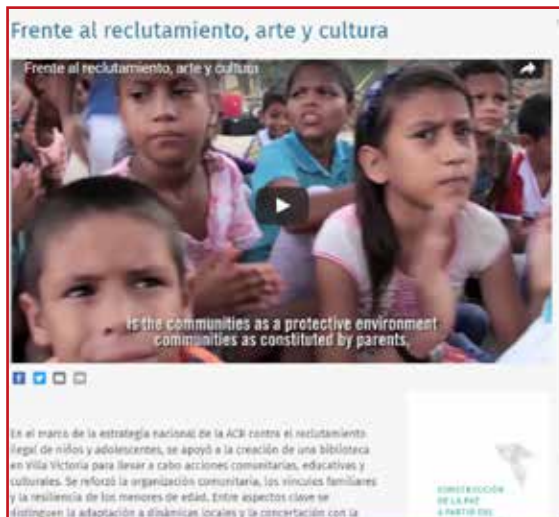 Frente al reclutamiento, arte y cultura
Frente al reclutamiento, arte y cultura
is the communities as a protective environment
communities as constituted by parents,
En el marco de la estrategia nacional de la ACR contra el reclutamiento
ilegal de niños y adolescentes, se apoyó a la creación de una biblioteca
en Villa Victoria para llevar a cabo acciones comunitarias, educativas y
culturales. Se reforzó la organización comunitaria, los vínculos familiares
y la resiliencia de los menores de edad. Entre aspectos clave se
distinguen la adaptación a dinámicas locales y la concertación con la
CONSTRUCCIÓN
DE LA PAZ
A PARTIR DEL